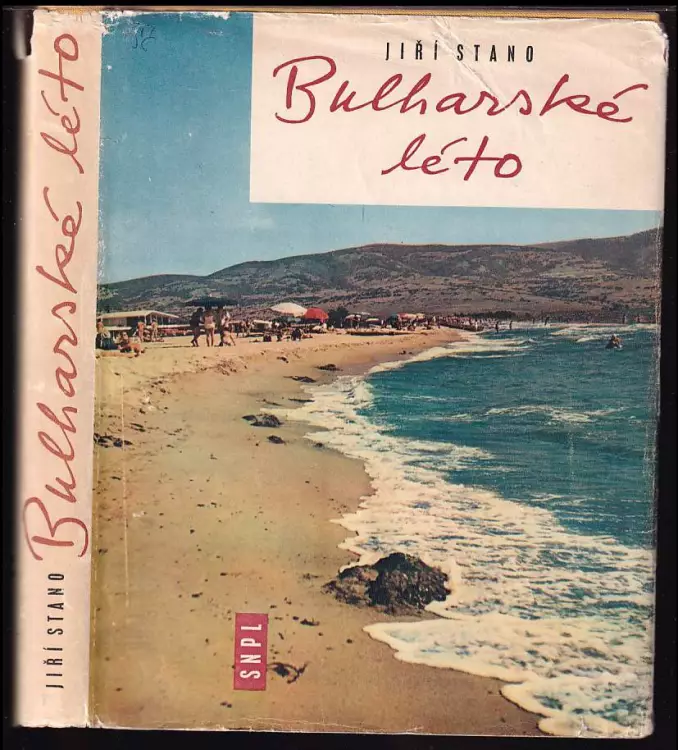 JIŘÍ STANO
Bulharské
léto
SNPL
JIŘÍ STANO
Bulharské léto